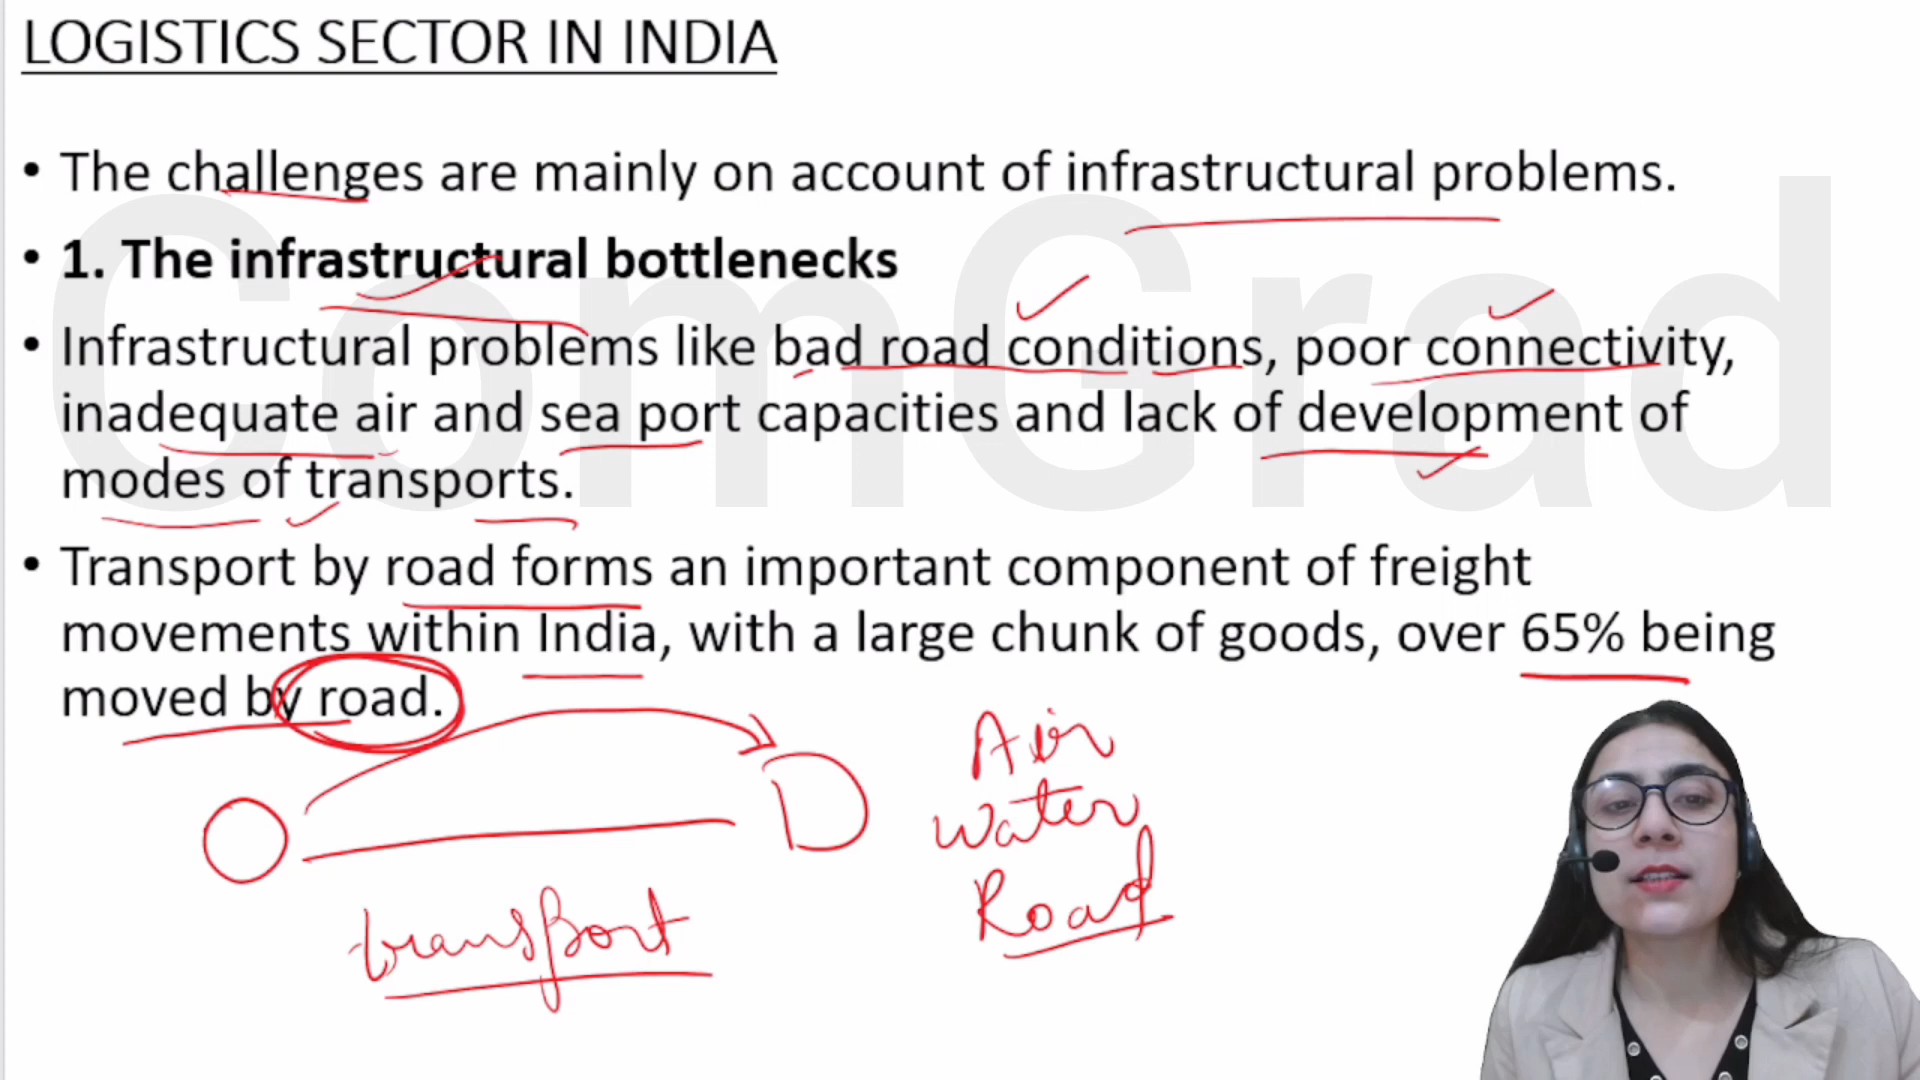 LOGISTICS SECTOR IN INDIA
• The challenges are mainly on account of infrastructural problems.
• 1. The infrastructural bottlenecks
• Infrastructural problems like bad road conditions, poor connectivity,
inadequate air and sea port capacities and lack of development of
modes of transports.
• Transport by road forms an important component of freight
movements within India, with a large chunk of goods, over 65% being
moved by road.
O
D
transport
Air
Water
Road
ComGrad